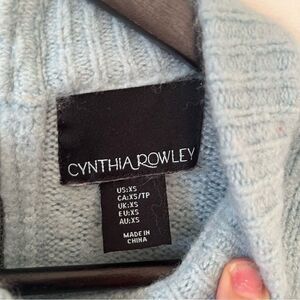 CYNTHIA ROWLEY
US:XS
CA:XS/TP
UK:XS
EU:XS
AU:XS
MADE IN
CHINA